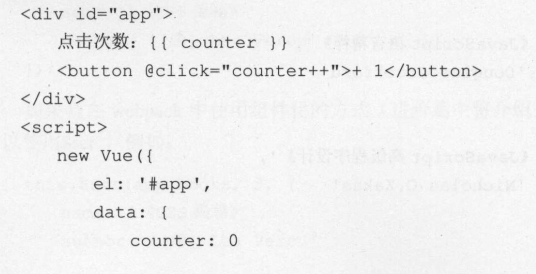 <div id="app">
点击次数: {{ counter }}
<button @click="counter++">+ 1</button>
</div>
<script>
new Vue({
el: '#app',
data: {
counter: 0